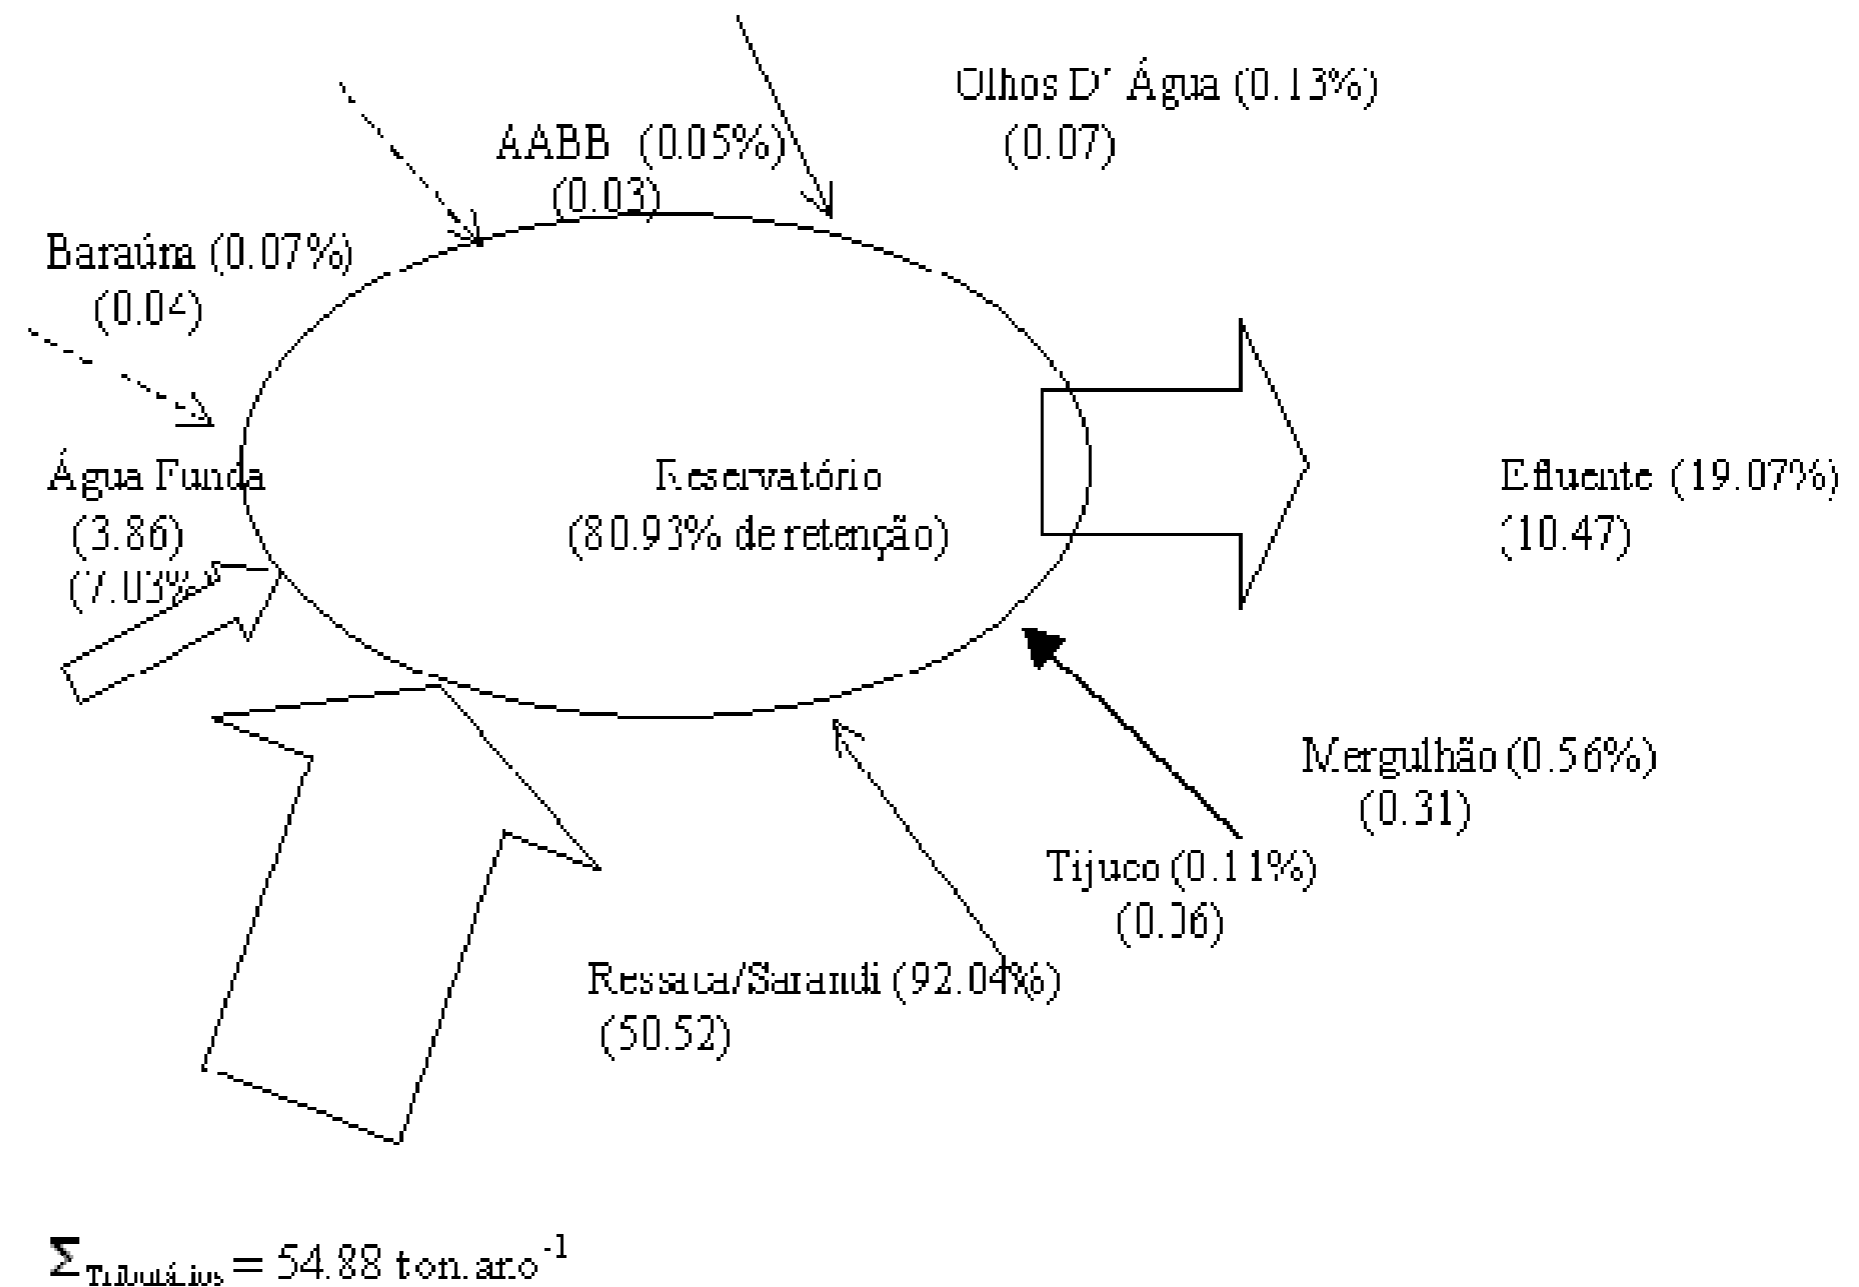 Olhos D' Água (0.13%)
(0.07)
AABB (0.05%)
(0.03)
Baraúna (0.07%)
(0.04)
Água Funda
(3.86)
(7.03%)
Reservatório
(80.93% de retenção)
Efluente (19.07%)
(10.47)
Mergulhão (0.56%)
(0.31)
Tijuco (0.11%)
(0.06)
Ressaca/Sarandi (92.04%)
(50.52)
Σ Tributários = 54.88 ton.ano⁻¹